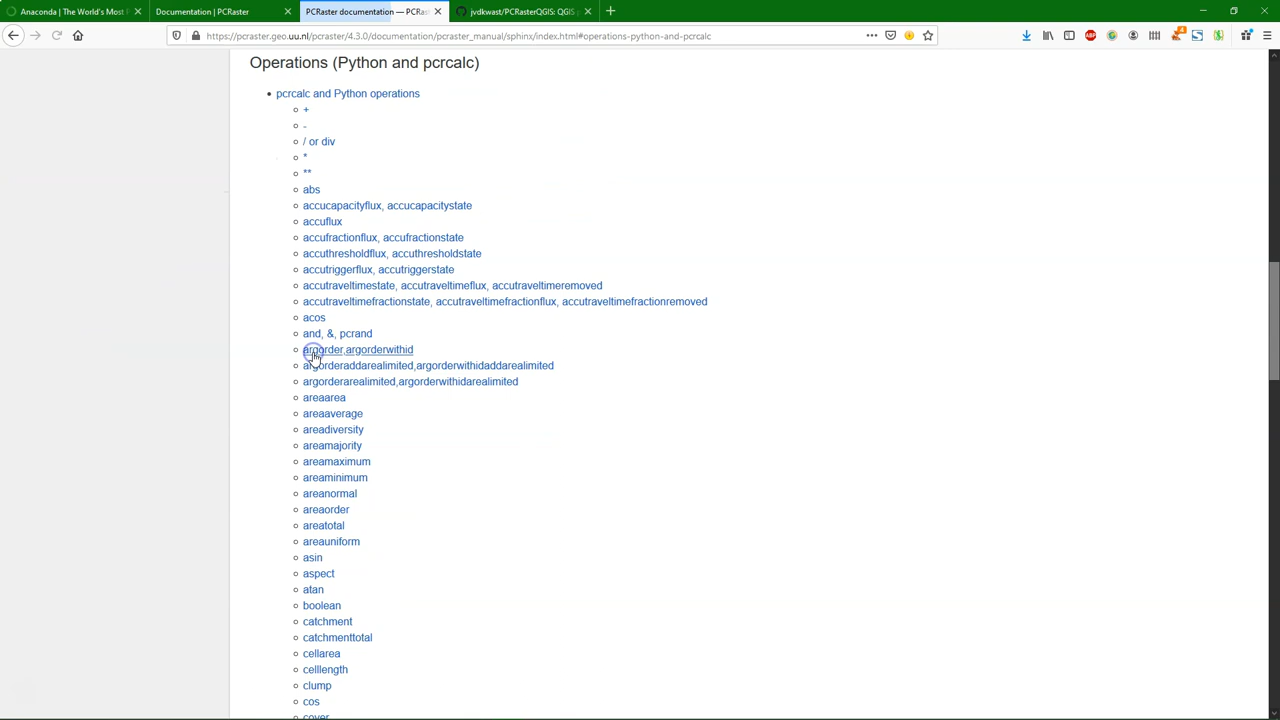 Anaconda | The World's Most P
Documentation | PCRaster
PCRaster documentation — PCRas
jvdkwast/PCRasterQGIS: QGIS p
https://pcraster.geo.uu.nl/pcraster/4.3.0/documentation/pcraster_manual/sphinx/index.html#operations-python-and-pcrcalc
ABP
4
Operations (Python and pcrcalc)
pcrcalc and Python operations
+
-
/ or div
*
**
abs
accucapacityflux, accucapacitystate
accuflux
accufractionflux, accufractionstate
accuthresholdflux, accuthresholdstate
accutriggerflux, accutriggerstate
accutraveltimestate, accutraveltimeflux, accutraveltimeremoved
accutraveltimefractionstate, accutraveltimefractionflux, accutraveltimefractionremoved
acos
and, &, pcrand
argorder,argorderwithid
argorderaddarealimited,argorderwithidaddarealimited
argorderarealimited,argorderwithidarealimited
areaarea
areaaverage
areadiversity
areamajority
areamaximum
areaminimum
areanormal
areaorder
areatotal
areauniform
asin
aspect
atan
boolean
catchment
catchmenttotal
cellarea
celllength
clump
cos
cover